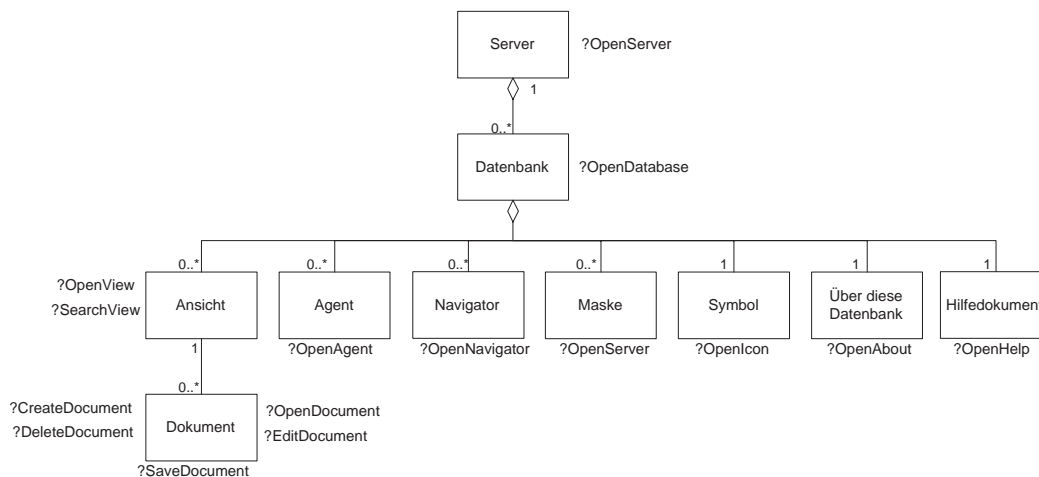 Server
?OpenServer
1
0..*
Datenbank
?OpenDatabase
0..*
0..*
0..*
0..*
1
1
1
?OpenView
?SearchView
Ansicht
Agent
Navigator
Maske
Symbol
Über diese
Datenbank
Hilfedokument
?OpenAgent
?OpenNavigator
?OpenServer
?OpenIcon
?OpenAbout
?OpenHelp
1
0..*
?CreateDocument
?DeleteDocument
Dokument
?OpenDocument
?EditDocument
?SaveDocument